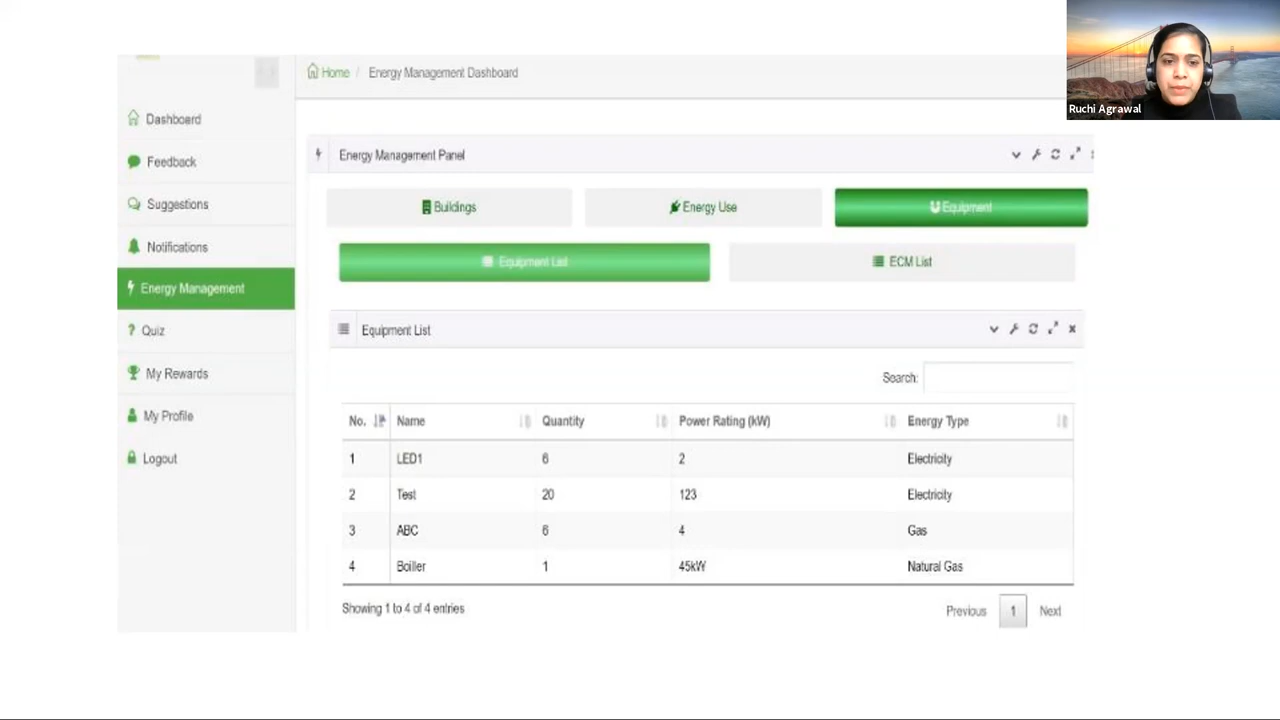 Home / Energy Management Dashboard
Ruchi Agrawal
Dashboard
Feedback
Suggestions
Notifications
Energy Management
Quiz
My Rewards
My Profile
Logout
Energy Management Panel
Buildings Energy Use Equipment
Equipment List ECM List
Equipment List
Search:
No. Name Quantity Power Rating (kW) Energy Type
1 LED1 6 2 Electricity
2 Test 20 123 Electricity
3 ABC 6 4 Gas
4 Boiler 1 45kW Natural Gas
Showing 1 to 4 of 4 entries
Previous 1 Next